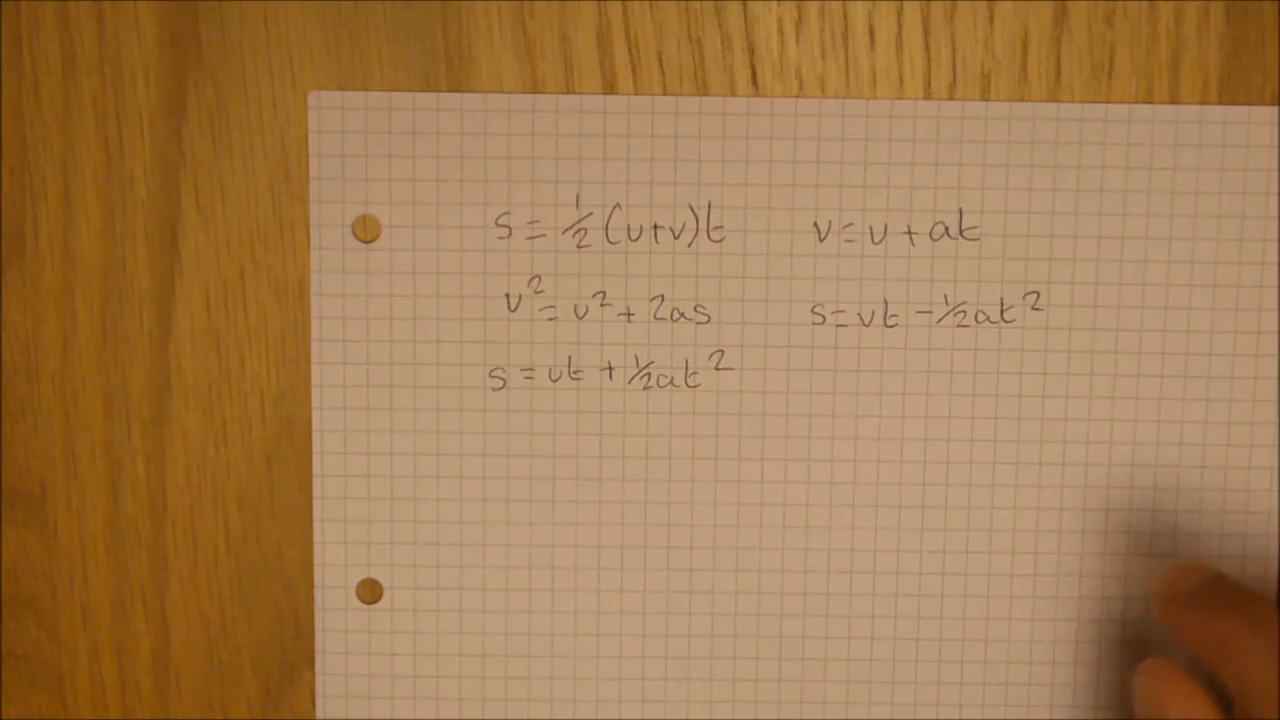 s = ½(u+v)t v = u + at
v² = u² + 2as s = vt - ½at²
s = ut + ½at²